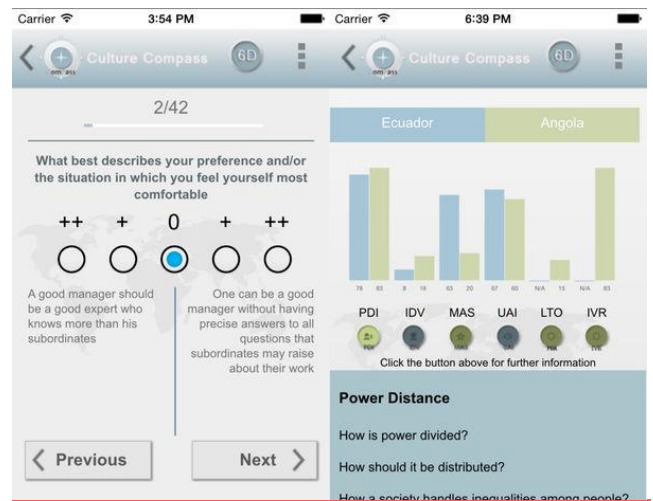 Carrier 3:54 PM
Culture Compass 6D
2/42
What best describes your preference and/or
the situation in which you feel yourself most
comfortable
++ + 0 + ++
A good manager should
be a good expert who
knows more than his
subordinates
One can be a good
manager without having
precise answers to all
questions that
subordinates may raise
about their work
Previous
Next
Carrier 6:39 PM
Culture Compass 6D
Ecuador Angola
78 83 8 18 63 20 67 60 N/A 15 N/A 83
PDI IDV MAS UAI LTO IVR
Click the button above for further information
Power Distance
How is power divided?
How should it be distributed?
How a society handles inequalities among people?